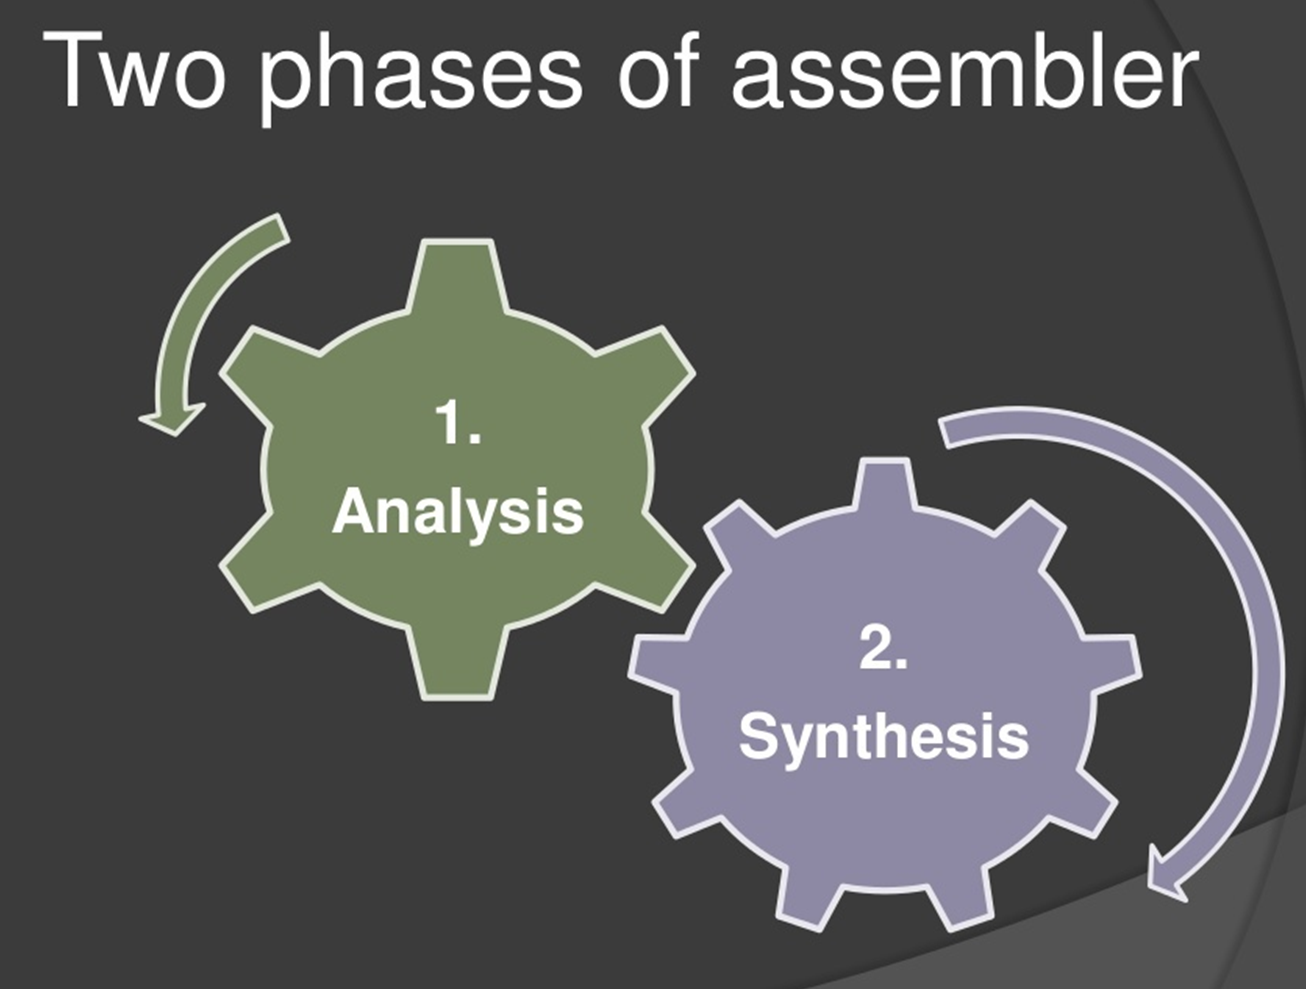 Two phases of assembler
1.
Analysis
2.
Synthesis